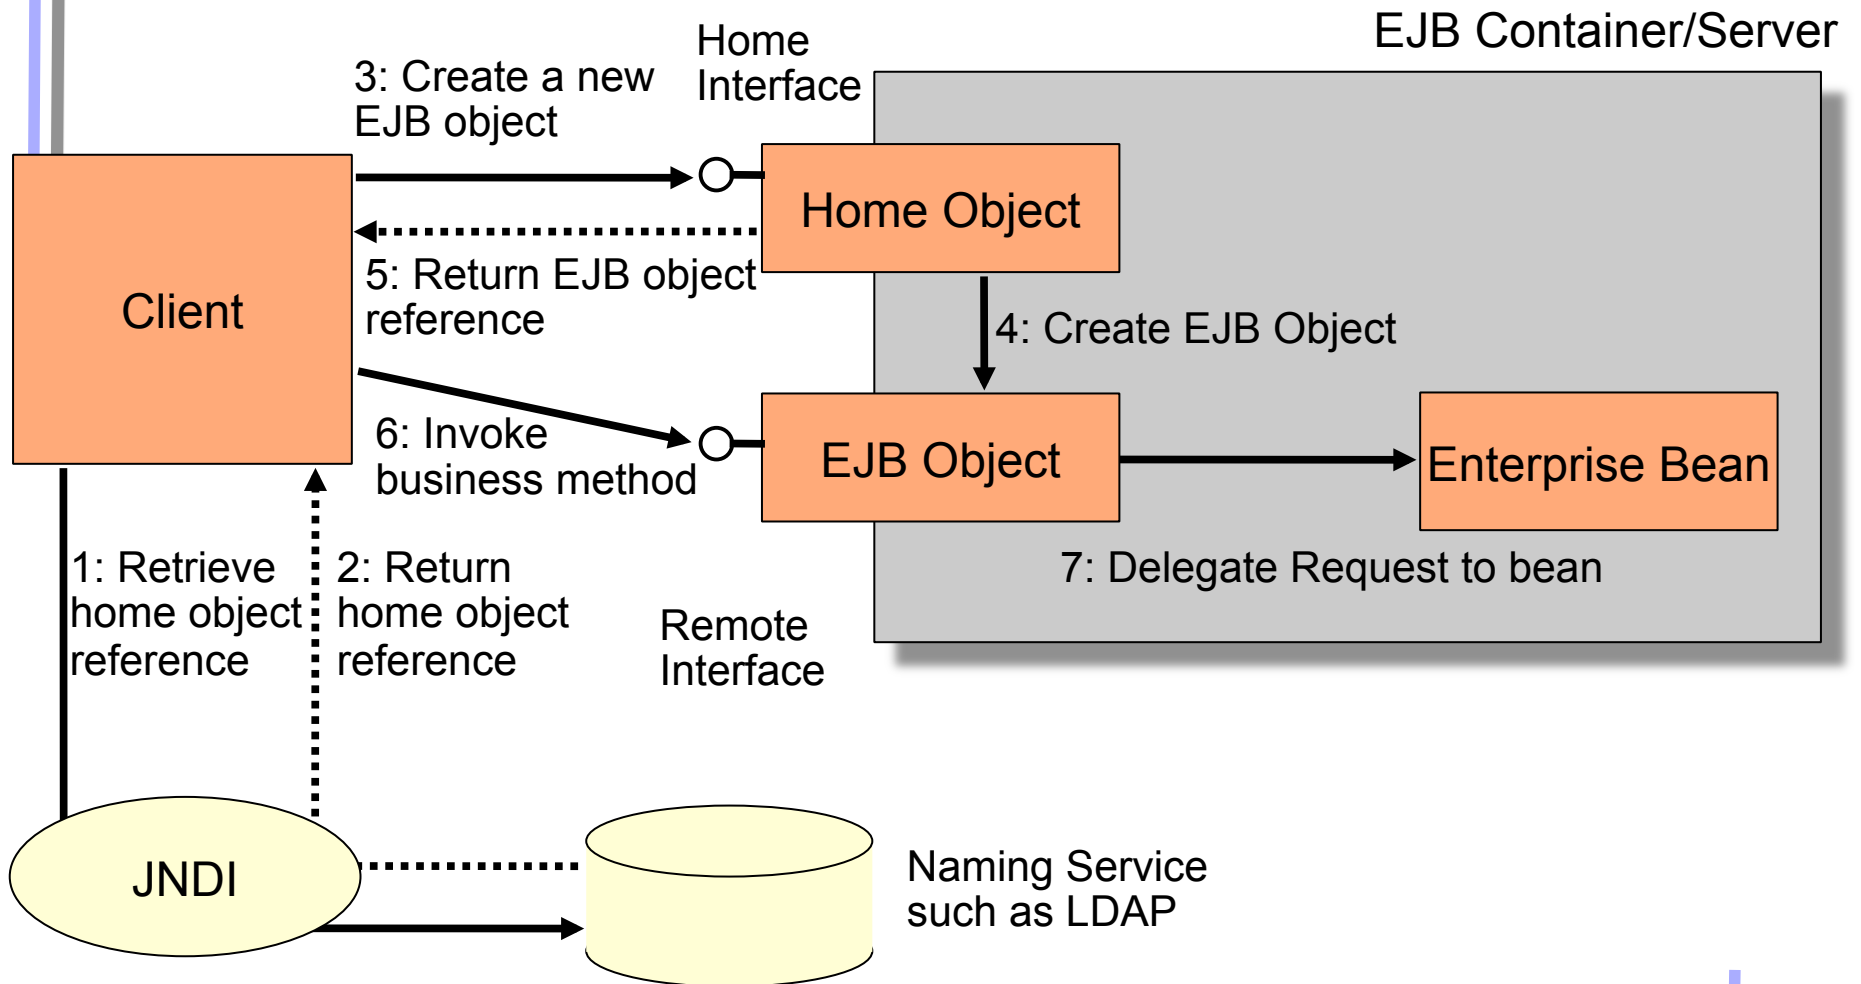 EJB Container/Server
Home
Interface
3: Create a new
EJB object
Home Object
Client
5: Return EJB object
reference
4: Create EJB Object
6: Invoke
business method
EJB Object
Enterprise Bean
1: Retrieve
home object
reference
2: Return
home object
reference
7: Delegate Request to bean
Remote
Interface
JNDI
Naming Service
such as LDAP